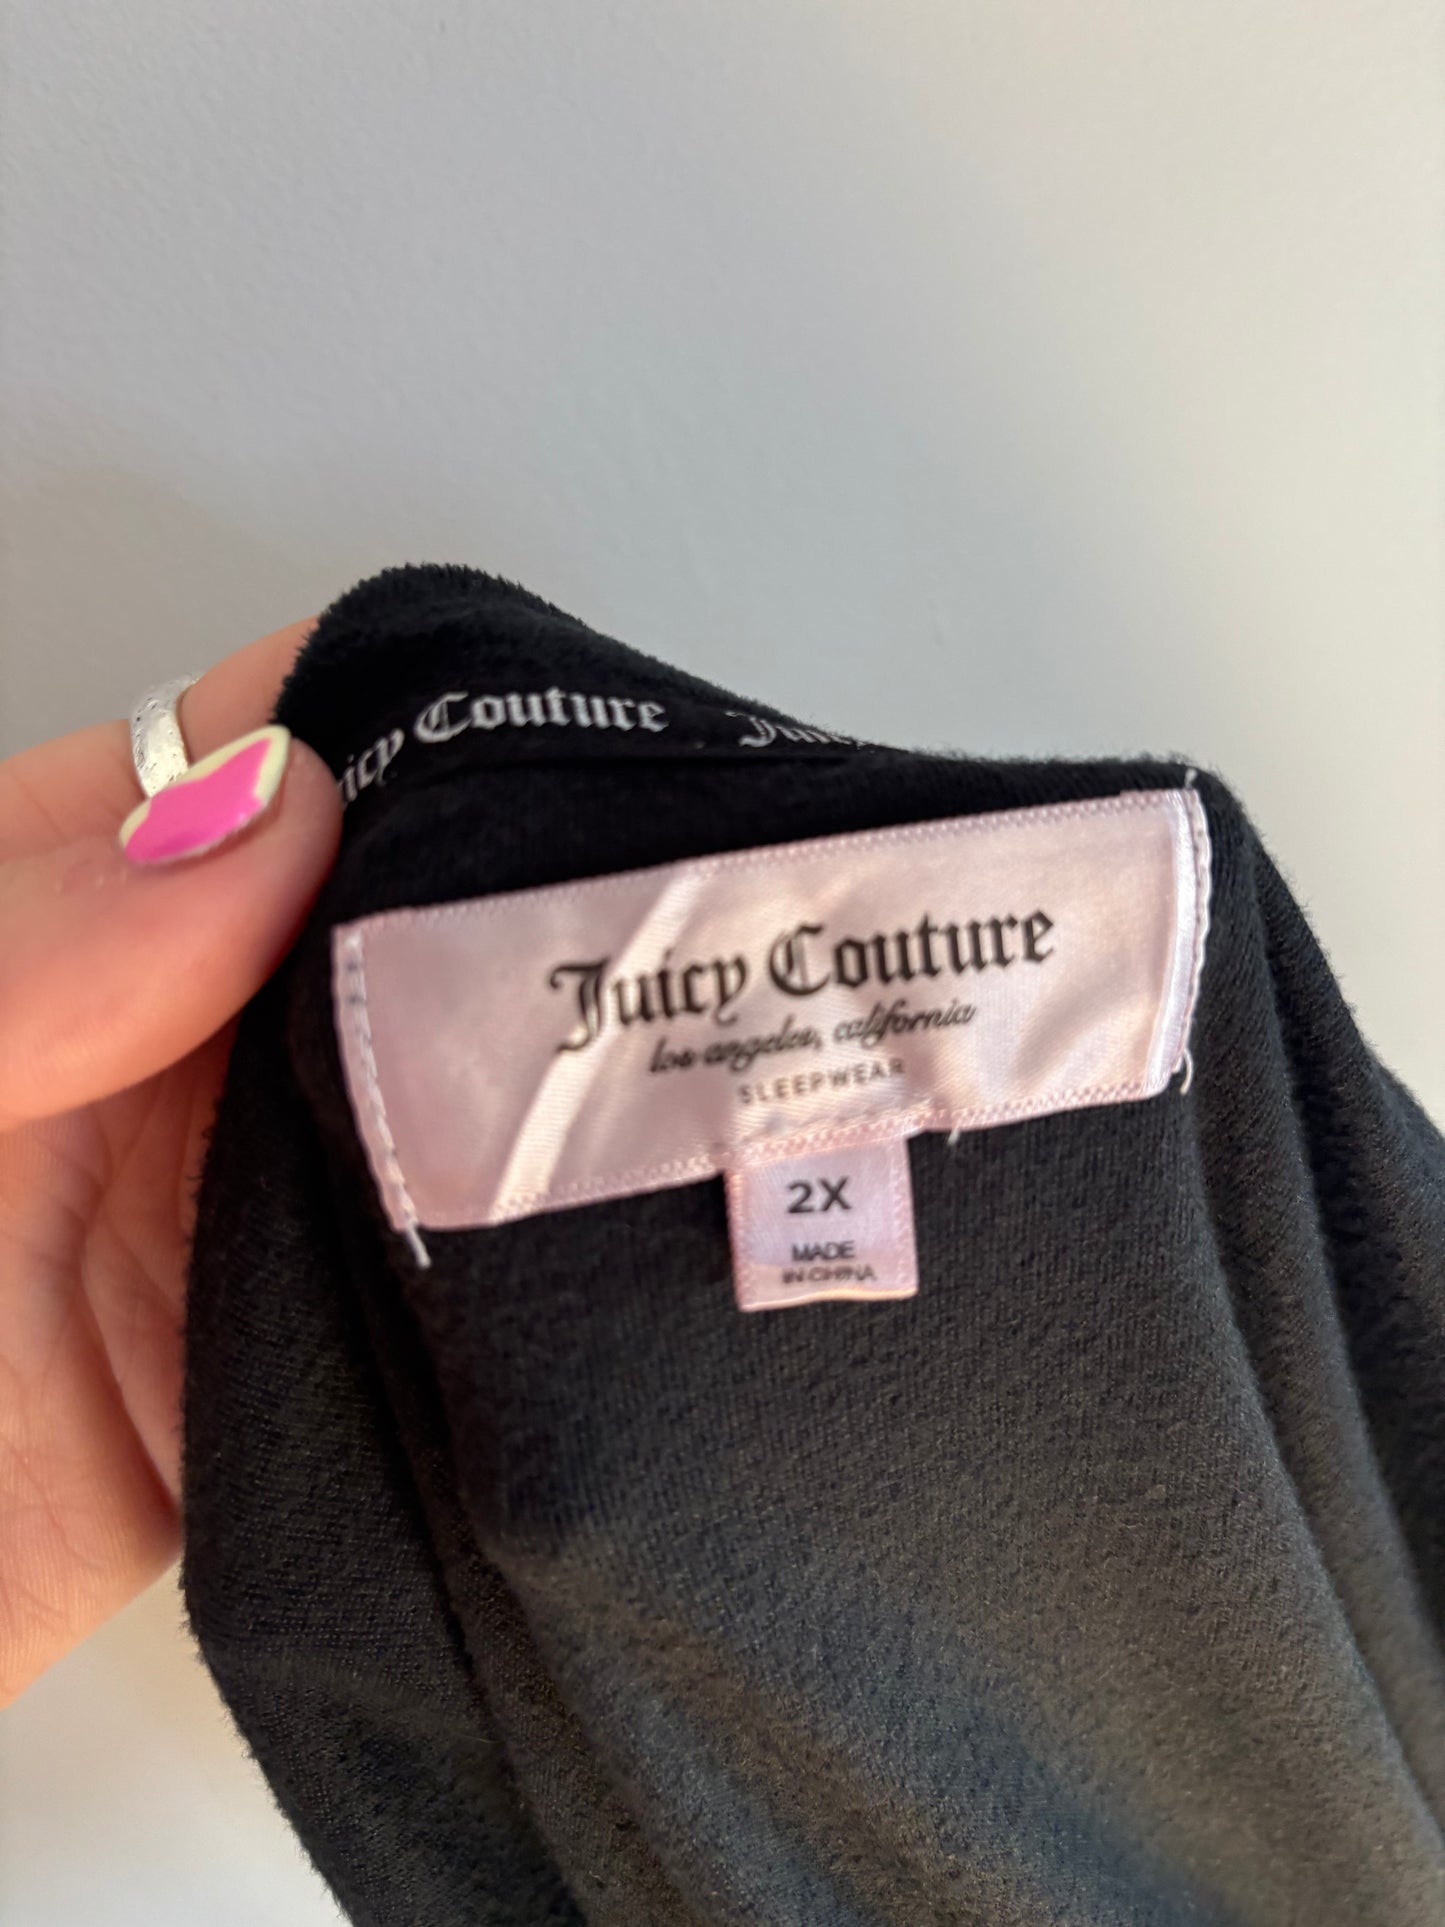 Juicy Couture Juicy
Juicy Couture
los angeles, california
SLEEPWEAR
2X
MADE
IN CHINA